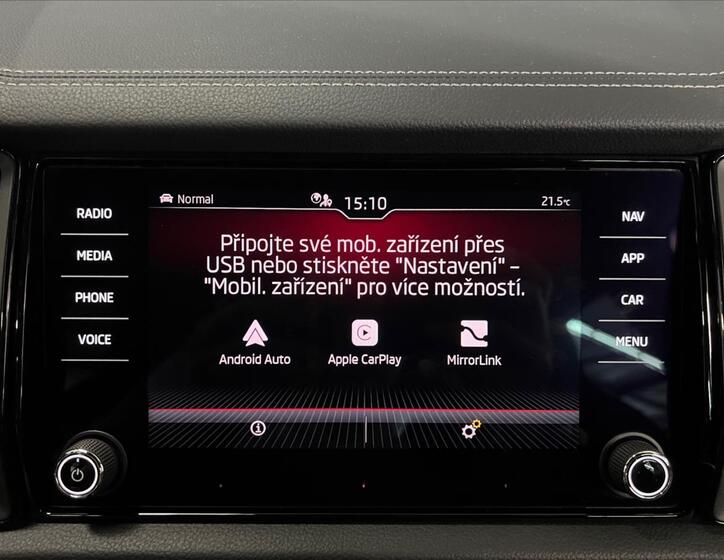 RADIO
MEDIA
PHONE
VOICE
Normal
15:10
21.5°C
Připojte své mob. zařízení přes
USB nebo stiskněte "Nastavení" –
"Mobil. zařízení" pro více možností.
Android Auto
Apple CarPlay
MirrorLink
NAV
APP
CAR
MENU